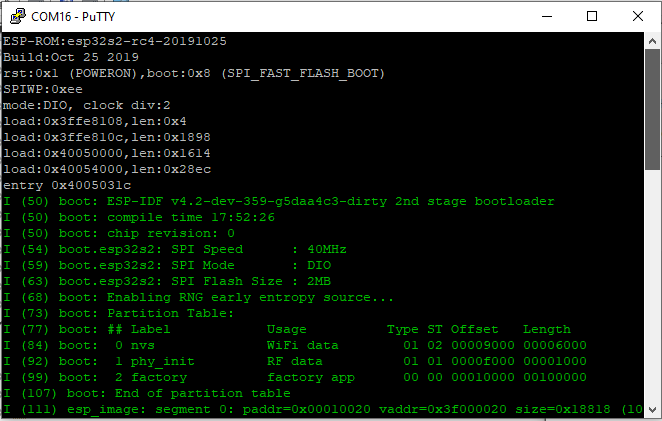 COM16 - PuTTY
ESP-ROM:esp32s2-rc4-20191025
Build:Oct 25 2019
rst:0x1 (POWERON),boot:0x8 (SPI_FAST_FLASH_BOOT)
SPIWP:0xee
mode:DIO, clock div:2
load:0x3ffe8108,len:0x4
load:0x3ffe810c,len:0x1898
load:0x40050000,len:0x1614
load:0x40054000,len:0x28ec
entry 0x4005031c
I (50) boot: ESP-IDF v4.2-dev-359-g5daa4c3-dirty 2nd stage bootloader
I (50) boot: compile time 17:52:26
I (50) boot: chip revision: 0
I (54) boot.esp32s2: SPI Speed      : 40MHz
I (59) boot.esp32s2: SPI Mode       : DIO
I (63) boot.esp32s2: SPI Flash Size : 2MB
I (68) boot: Enabling RNG early entropy source...
I (73) boot: Partition Table:
I (77) boot: ## Label            Usage          Type ST Offset   Length
I (84) boot:  0 nvs              WiFi data        01 02 00009000 00006000
I (92) boot:  1 phy_init         RF data          01 01 0000f000 00001000
I (99) boot:  2 factory          factory app      00 00 00010000 00100000
I (107) boot: End of partition table
I (111) esp_image: segment 0: paddr=0x00010020 vaddr=0x3f000020 size=0x18818 (10